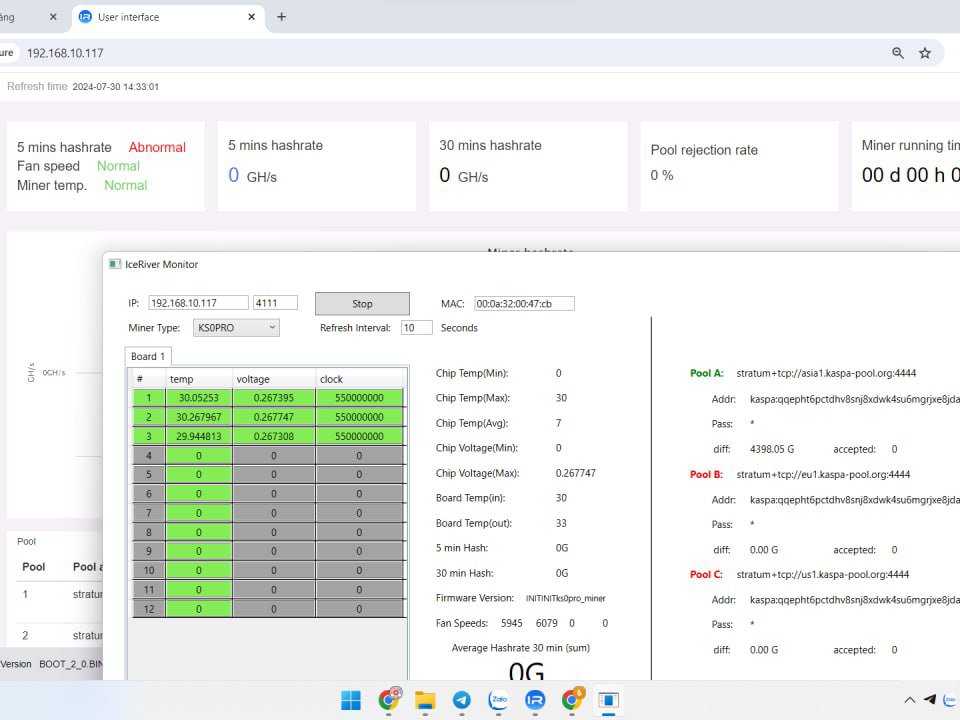 àng
User interface
ure 192.168.10.117
Refresh time 2024-07-30 14:33:01
5 mins hashrate Abnormal
Fan speed Normal
Miner temp. Normal
5 mins hashrate
0 GH/s
30 mins hashrate
0 GH/s
Pool rejection rate
0 %
Miner running tim
00 d 00 h 0
Miner hashrate
GH/s
0GH/s
IceRiver Monitor
IP: 192.168.10.117 4111 Stop MAC: 00:0a:32:00:47:cb
Miner Type: KS0PRO Refresh Interval: 10 Seconds
Board 1
# temp voltage clock
1 30.05253 0.267395 550000000
2 30.267967 0.267747 550000000
3 29.944813 0.267308 550000000
4 0 0 0
5 0 0 0
6 0 0 0
7 0 0 0
8 0 0 0
9 0 0 0
10 0 0 0
11 0 0 0
12 0 0 0
Chip Temp(Min): 0
Chip Temp(Max): 30
Chip Temp(Avg): 7
Chip Voltage(Min): 0
Chip Voltage(Max): 0.267747
Board Temp(in): 30
Board Temp(out): 33
5 min Hash: 0G
30 min Hash: 0G
Firmware Version: INITINITks0pro_miner
Fan Speeds: 5945 6079 0 0
Average Hashrate 30 min (sum)
0G
Pool A: stratum+tcp://asia1.kaspa-pool.org:4444
Addr: kaspa:qqepht6pctdhv8snj8xdwk4su6mgrjxe8jda
Pass: *
diff: 4398.05 G accepted: 0
Pool B: stratum+tcp://eu1.kaspa-pool.org:4444
Addr: kaspa:qqepht6pctdhv8snj8xdwk4su6mgrjxe8jda
Pass: *
diff: 0.00 G accepted: 0
Pool C: stratum+tcp://us1.kaspa-pool.org:4444
Addr: kaspa:qqepht6pctdhv8snj8xdwk4su6mgrjxe8jda
Pass: *
diff: 0.00 G accepted: 0
Pool
Pool Pool a
1 stratur
2 stratur
Version BOOT_2_0.BIN
Zalo